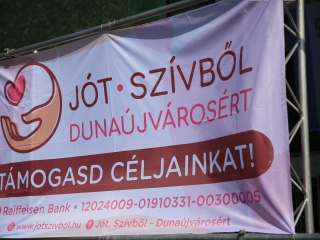 JÓT • SZÍVBŐL
DUNAÚJVÁROSÉRT
TÁMOGASD CÉLJAINKAT!
Raiffeisen Bank • 12024009-01910331-00300005
www.jotszivbol.hu Jót, Szívből - Dunaújvárosért